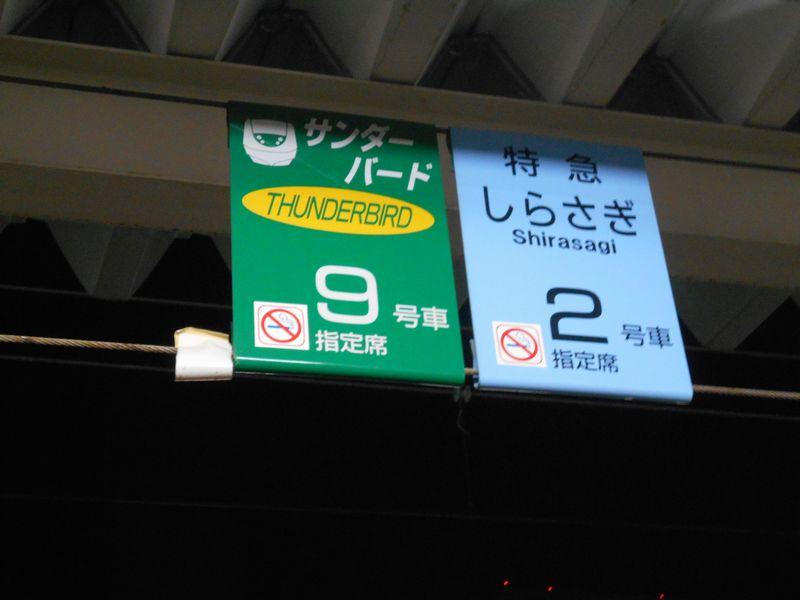 サンダー
バード
THUNDERBIRD
9 号車
指定席
特急
しらさぎ
Shirasagi
2 号車
指定席